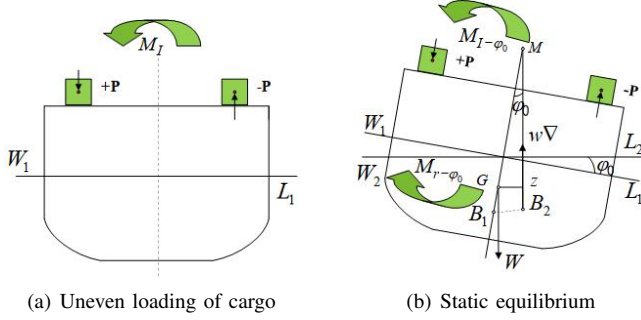 M_I
+P
-P
W_1
L_1
(a) Uneven loading of cargo
M_{I-φ_0}
M
+P
-P
φ_0
W_1
w∇
L_2
W_2
M_{r-φ_0}
φ_0
G
z
L_1
B_1
B_2
W
(b) Static equilibrium